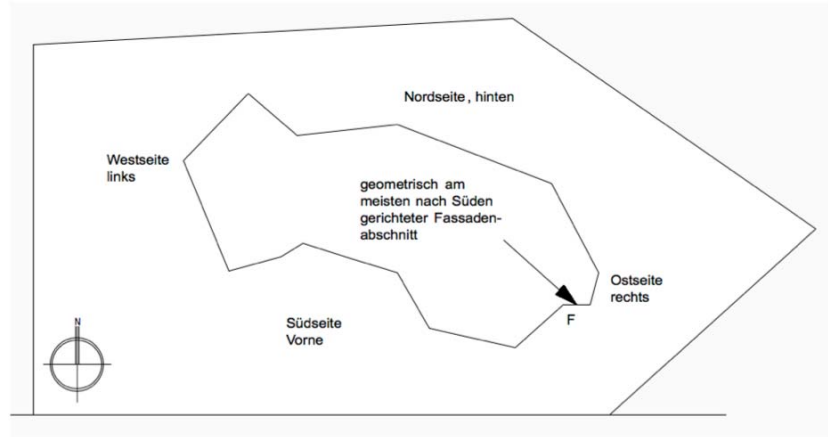 Nordseite, hinten
Westseite
links
geometrisch am
meisten nach Süden
gerichteter Fassaden-
abschnitt
Ostseite
rechts
F
Südseite
Vorne
N